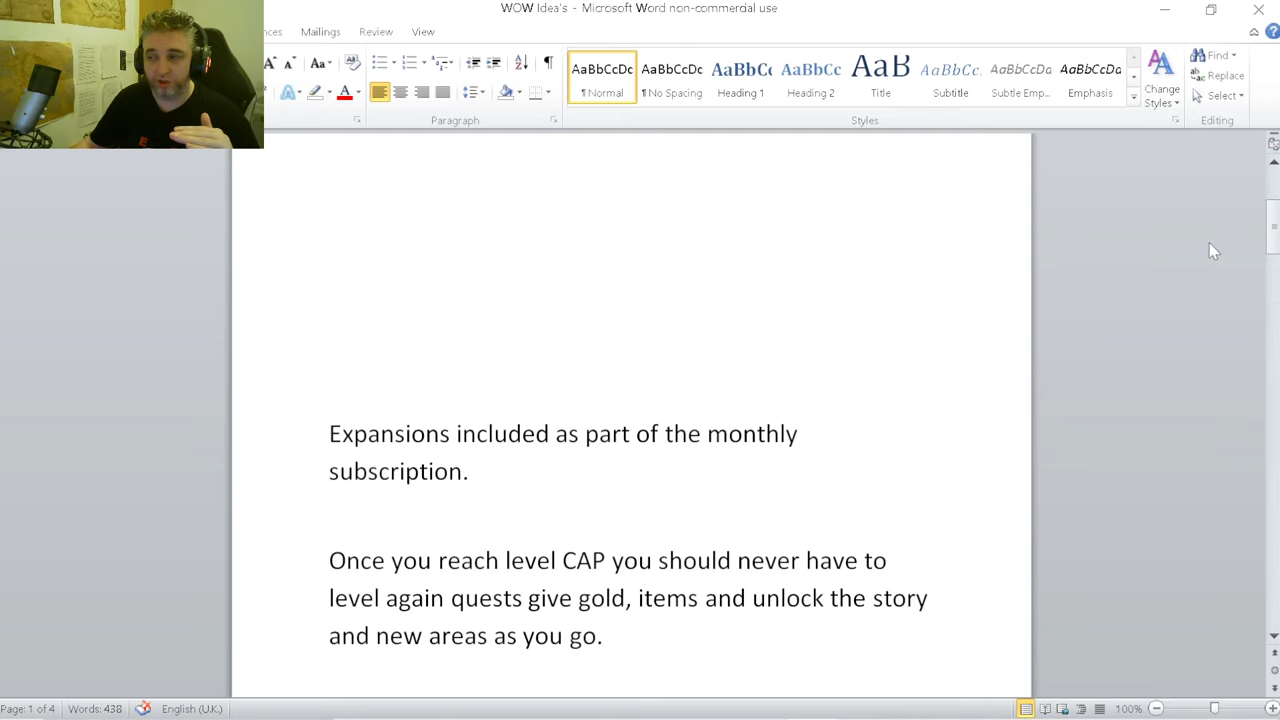 WOW Idea's - Microsoft Word non-commercial use
Mailings Review View
Find
Replace
Select
Aa
AaBbCcDc AaBbCcDc AaBbCc AaBbCc AaB AaBbCc. AaBbCcDa AaBbCcDa
¶ Normal ¶ No Spacing Heading 1 Heading 2 Title Subtitle Subtle Emp... Emphasis
Change
Styles
Paragraph Styles Editing
Expansions included as part of the monthly
subscription.
Once you reach level CAP you should never have to
level again quests give gold, items and unlock the story
and new areas as you go.
Page: 1 of 4 Words: 438 English (U.K.) 100%